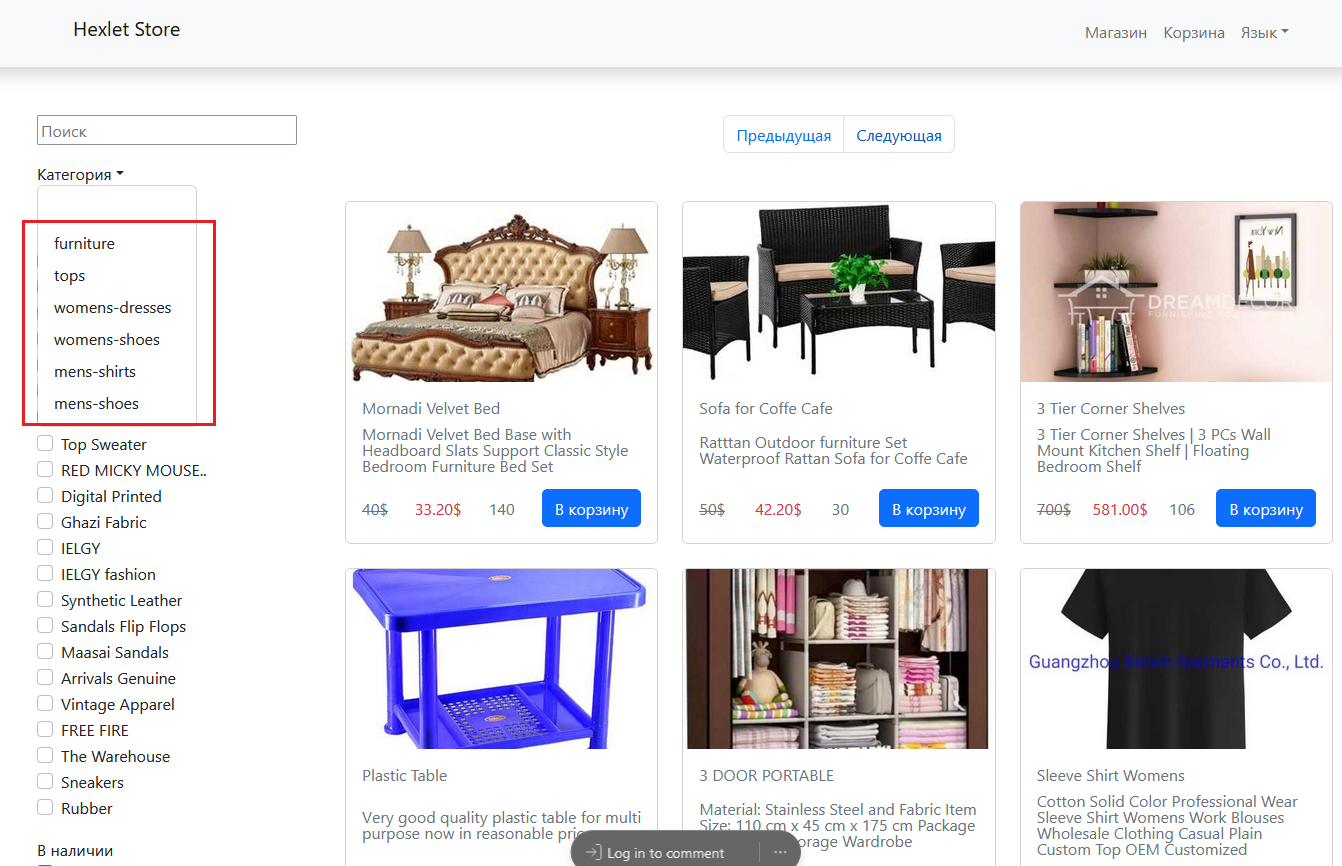 Hexlet Store
Магазин
Корзина
Язык
Поиск
Предыдущая
Следующая
Категория
furniture
tops
womens-dresses
womens-shoes
mens-shirts
mens-shoes
Top Sweater
RED MICKY MOUSE..
Digital Printed
Ghazi Fabric
IELGY
IELGY fashion
Synthetic Leather
Sandals Flip Flops
Maasai Sandals
Arrivals Genuine
Vintage Apparel
FREE FIRE
The Warehouse
Sneakers
Rubber
В наличии
Mornadi Velvet Bed
Mornadi Velvet Bed Base with
Headboard Slats Support Classic Style
Bedroom Furniture Bed Set
40$ 33.20$ 140 В корзину
Sofa for Coffe Cafe
Ratttan Outdoor furniture Set
Waterproof Rattan Sofa for Coffe Cafe
50$ 42.20$ 30 В корзину
DREAMDECOR
3 Tier Corner Shelves
3 Tier Corner Shelves | 3 PCs Wall
Mount Kitchen Shelf | Floating
Bedroom Shelf
700$ 581.00$ 106 В корзину
Plastic Table
Very good quality plastic table for multi
purpose now in reasonable
3 DOOR PORTABLE
Material: Stainless Steel and Fabric Item
Size: 110 cm x 45 cm x 175 cm Package
Wardrobe
Guangzhou Xinxin Garments Co., Ltd.
Sleeve Shirt Womens
Cotton Solid Color Professional Wear
Sleeve Shirt Womens Work Blouses
Wholesale Clothing Casual Plain
Custom Top OEM Customized
Log in to comment